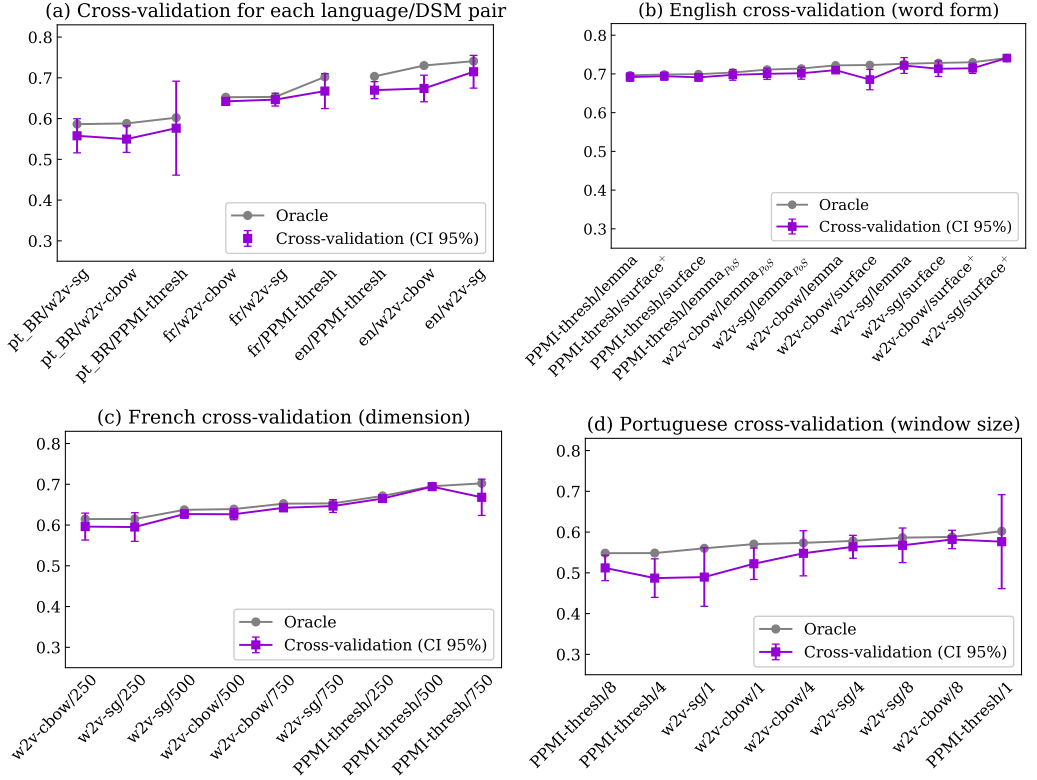 (a) Cross-validation for each language/DSM pair
0.8
0.7
0.6
0.5
0.4
0.3
Oracle
Cross-validation (CI 95%)
pt_BR/w2v-sg
pt_BR/w2v-cbow
pt_BR/PPMI-thresh
fr/w2v-cbow
fr/w2v-sg
fr/PPMI-thresh
en/PPMI-thresh
en/w2v-cbow
en/w2v-sg
(b) English cross-validation (word form)
0.8
0.7
0.6
0.5
0.4
0.3
Oracle
Cross-validation (CI 95%)
PPMI-thresh/lemma
PPMI-thresh/surface⁺
PPMI-thresh/surface
PPMI-thresh/lemmaPoS
w2v-cbow/lemmaPoS
w2v-sg/lemmaPoS
w2v-cbow/lemma
w2v-cbow/surface
w2v-sg/lemma
w2v-sg/surface
w2v-cbow/surface⁺
w2v-sg/surface⁺
(c) French cross-validation (dimension)
0.8
0.7
0.6
0.5
0.4
0.3
Oracle
Cross-validation (CI 95%)
w2v-cbow/250
w2v-sg/250
w2v-sg/500
w2v-cbow/500
w2v-cbow/750
w2v-sg/750
PPMI-thresh/250
PPMI-thresh/500
PPMI-thresh/750
(d) Portuguese cross-validation (window size)
0.8
0.7
0.6
0.5
0.4
0.3
Oracle
Cross-validation (CI 95%)
PPMI-thresh/8
PPMI-thresh/4
w2v-sg/1
w2v-cbow/1
w2v-cbow/4
w2v-sg/4
w2v-sg/8
w2v-cbow/8
PPMI-thresh/1